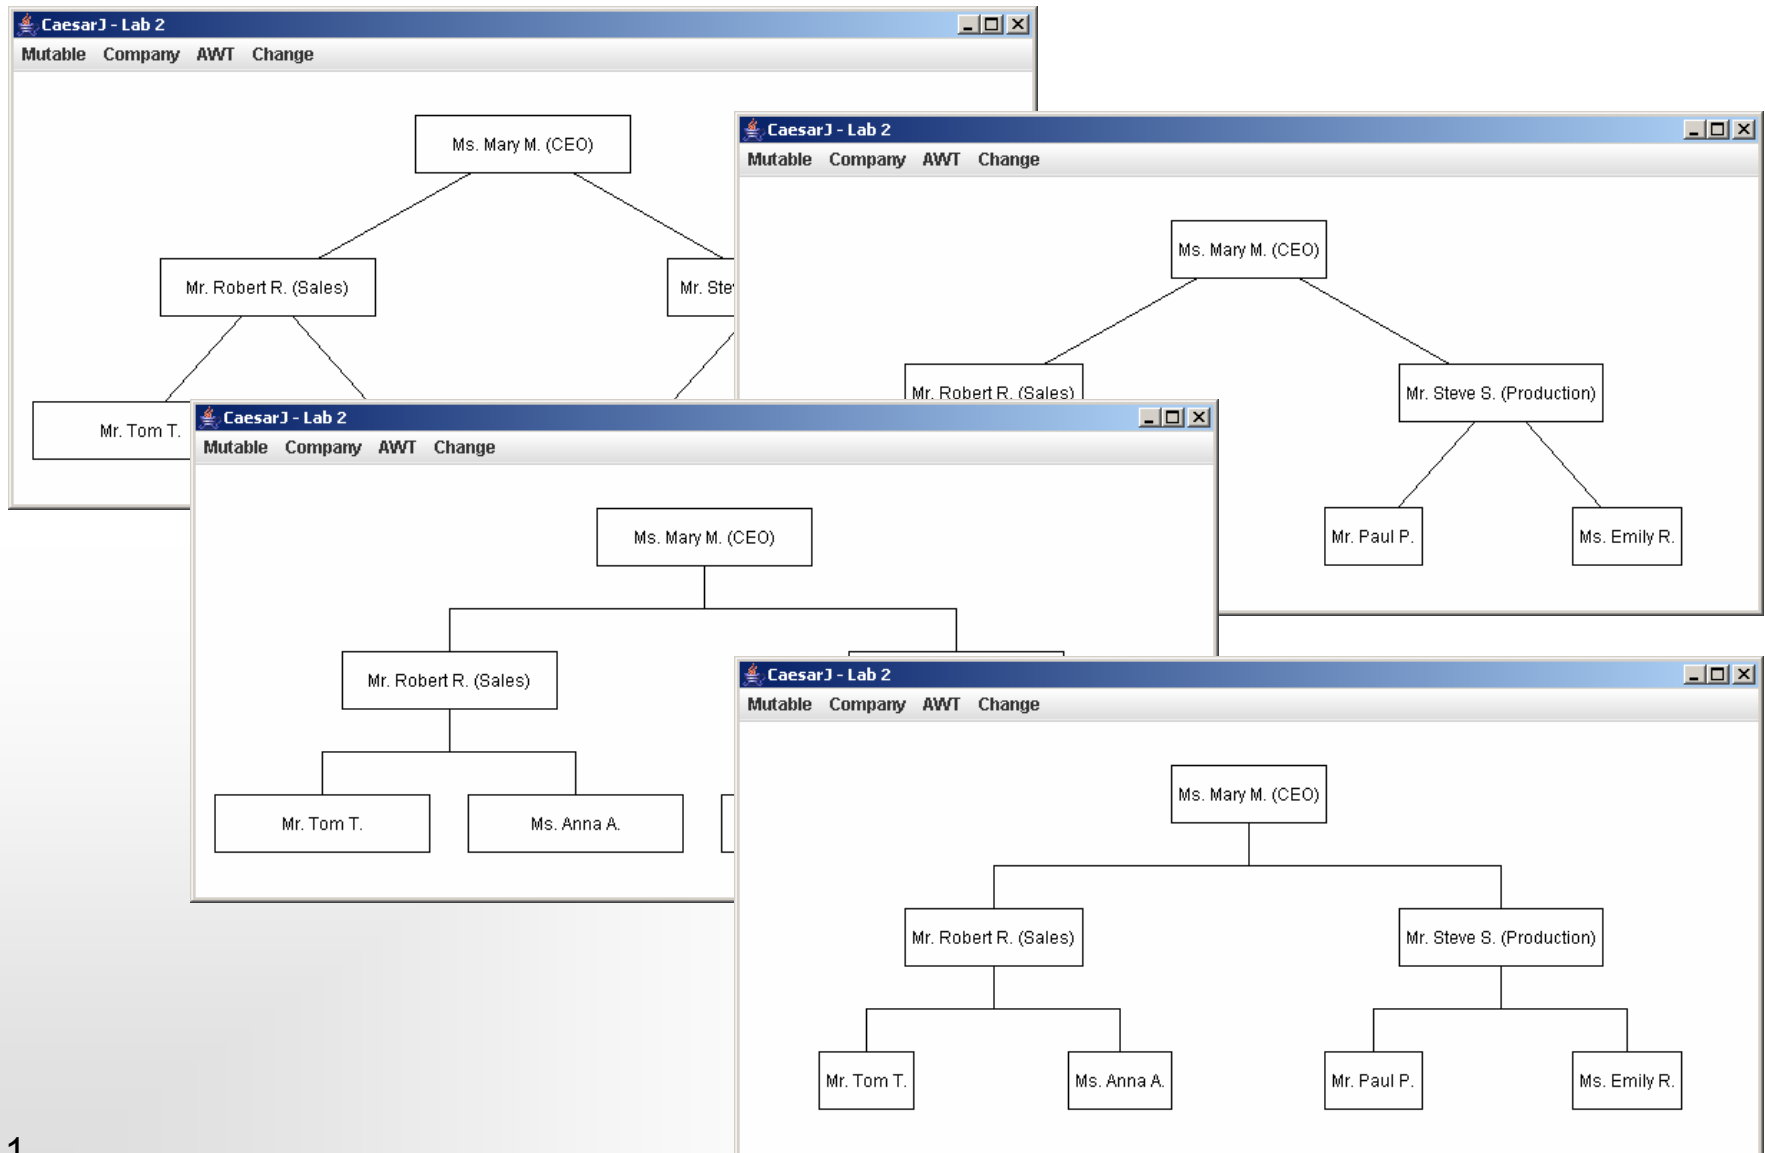 CaesarJ - Lab 2
Mutable Company AWT Change
Ms. Mary M. (CEO)
Mr. Robert R. (Sales)
Mr. Tom T.
CaesarJ - Lab 2
Mutable Company AWT Change
Ms. Mary M. (CEO)
Mr. Robert R. (Sales) Mr. Steve S. (Production)
Mr. Paul P. Ms. Emily R.
CaesarJ - Lab 2
Mutable Company AWT Change
Ms. Mary M. (CEO)
Mr. Robert R. (Sales)
Mr. Tom T. Ms. Anna A.
CaesarJ - Lab 2
Mutable Company AWT Change
Ms. Mary M. (CEO)
Mr. Robert R. (Sales) Mr. Steve S. (Production)
Mr. Tom T. Ms. Anna A. Mr. Paul P. Ms. Emily R.
1